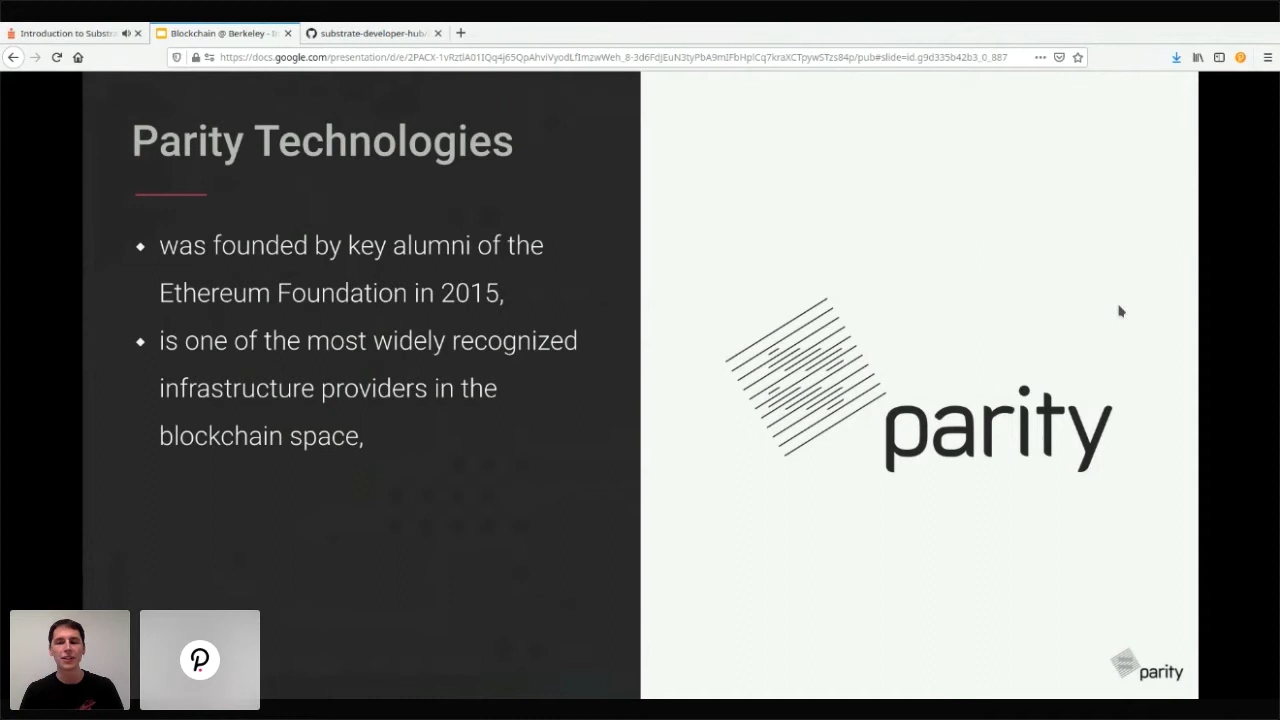 Introduction to Substr
Blockchain @ Berkeley - In
substrate-developer-hub/
Parity Technologies
was founded by key alumni of the
Ethereum Foundation in 2015,
is one of the most widely recognized
infrastructure providers in the
blockchain space,
parity
parity